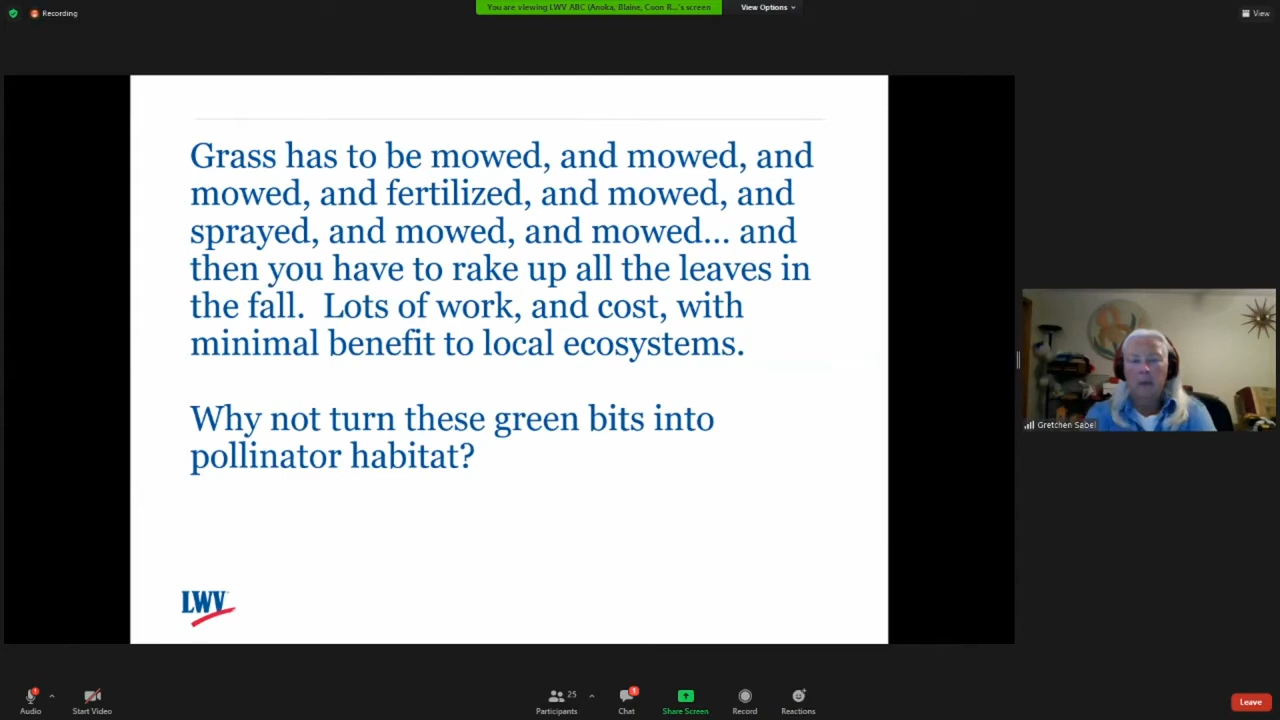 Recording
You are viewing LWV ABC (Anoka, Blaine, Coon R...'s screen
View Options
View
Grass has to be mowed, and mowed, and
mowed, and fertilized, and mowed, and
sprayed, and mowed, and mowed... and
then you have to rake up all the leaves in
the fall.  Lots of work, and cost, with
minimal benefit to local ecosystems.
Why not turn these green bits into
pollinator habitat?
LWV
Gretchen Sabel
Audio
Start Video
25
Participants
1
Chat
Share Screen
Record
Reactions
Leave